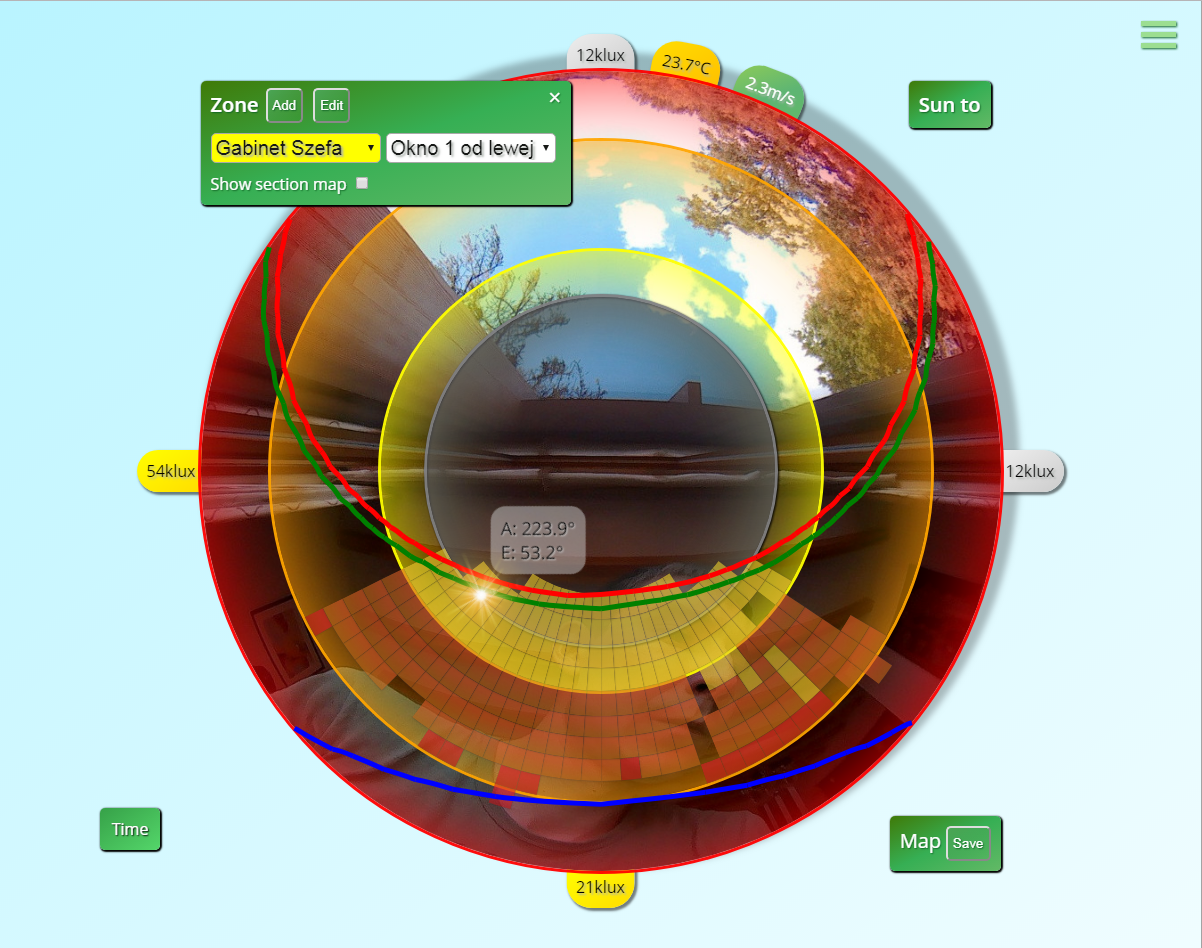 12klux
23.7°C
2.3m/s
Zone Add Edit ×
Gabinet Szefa Okno 1 od lewej
Show section map
Sun to
54klux
12klux
A: 223.9°
E: 53.2°
Time
Map Save
21klux